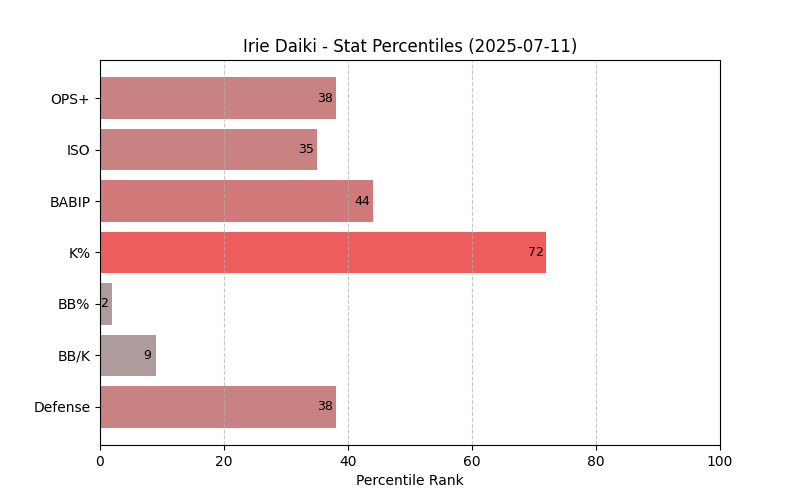 Irie Daiki - Stat Percentiles (2025-07-11)
OPS+ 38
ISO 35
BABIP 44
K% 72
BB% 2
BB/K 9
Defense 38
0 20 40 60 80 100
Percentile Rank